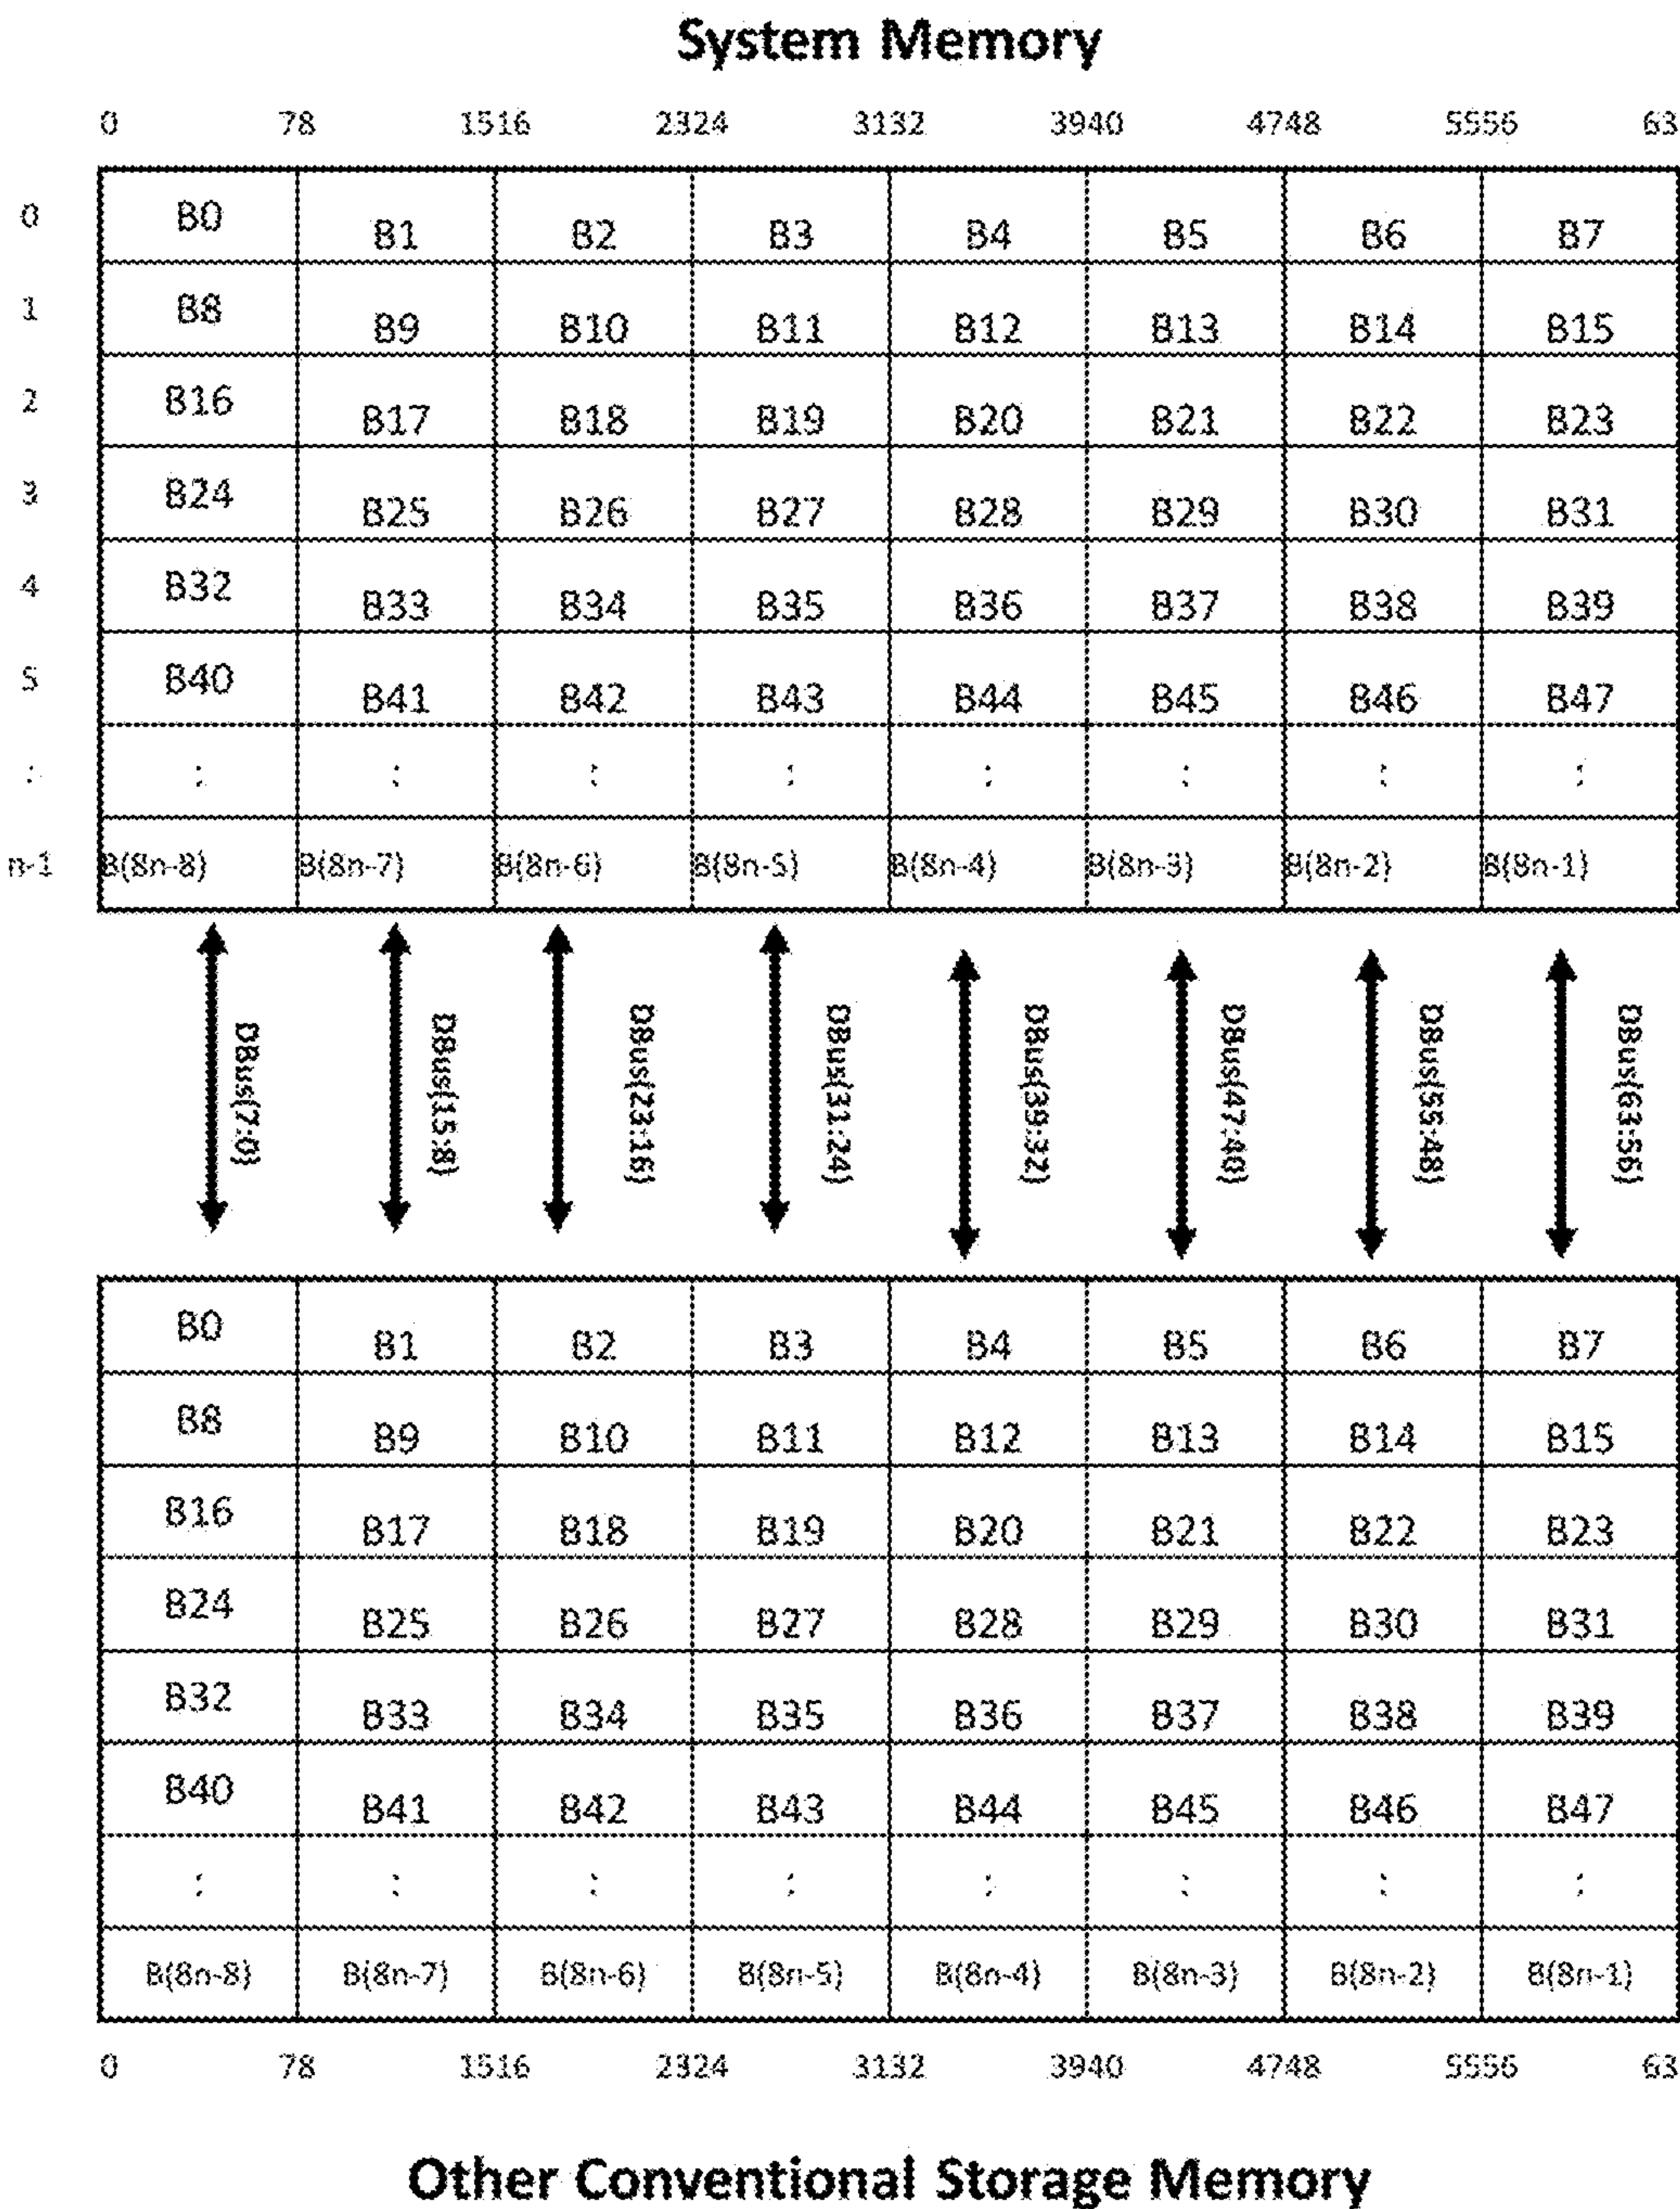 System Memory
0 78 1516 2324 3132 3940 4748 5556 63
0 B0 B1 B2 B3 B4 B5 B6 B7
1 B8 B9 B10 B11 B12 B13 B14 B15
2 B16 B17 B18 B19 B20 B21 B22 B23
3 B24 B25 B26 B27 B28 B29 B30 B31
4 B32 B33 B34 B35 B36 B37 B38 B39
5 B40 B41 B42 B43 B44 B45 B46 B47
: : : : : : : : :
n-1 B(8n-8) B(8n-7) B(8n-6) B(8n-5) B(8n-4) B(8n-3) B(8n-2) B(8n-1)
DBus(7:0)
DBus(15:8)
DBus(23:16)
DBus(31:24)
DBus(39:32)
DBus(47:40)
DBus(55:48)
DBus(63:56)
B0 B1 B2 B3 B4 B5 B6 B7
B8 B9 B10 B11 B12 B13 B14 B15
B16 B17 B18 B19 B20 B21 B22 B23
B24 B25 B26 B27 B28 B29 B30 B31
B32 B33 B34 B35 B36 B37 B38 B39
B40 B41 B42 B43 B44 B45 B46 B47
: : : : : : : :
B(8n-8) B(8n-7) B(8n-6) B(8n-5) B(8n-4) B(8n-3) B(8n-2) B(8n-1)
0 78 1516 2324 3132 3940 4748 5556 63
Other Conventional Storage Memory